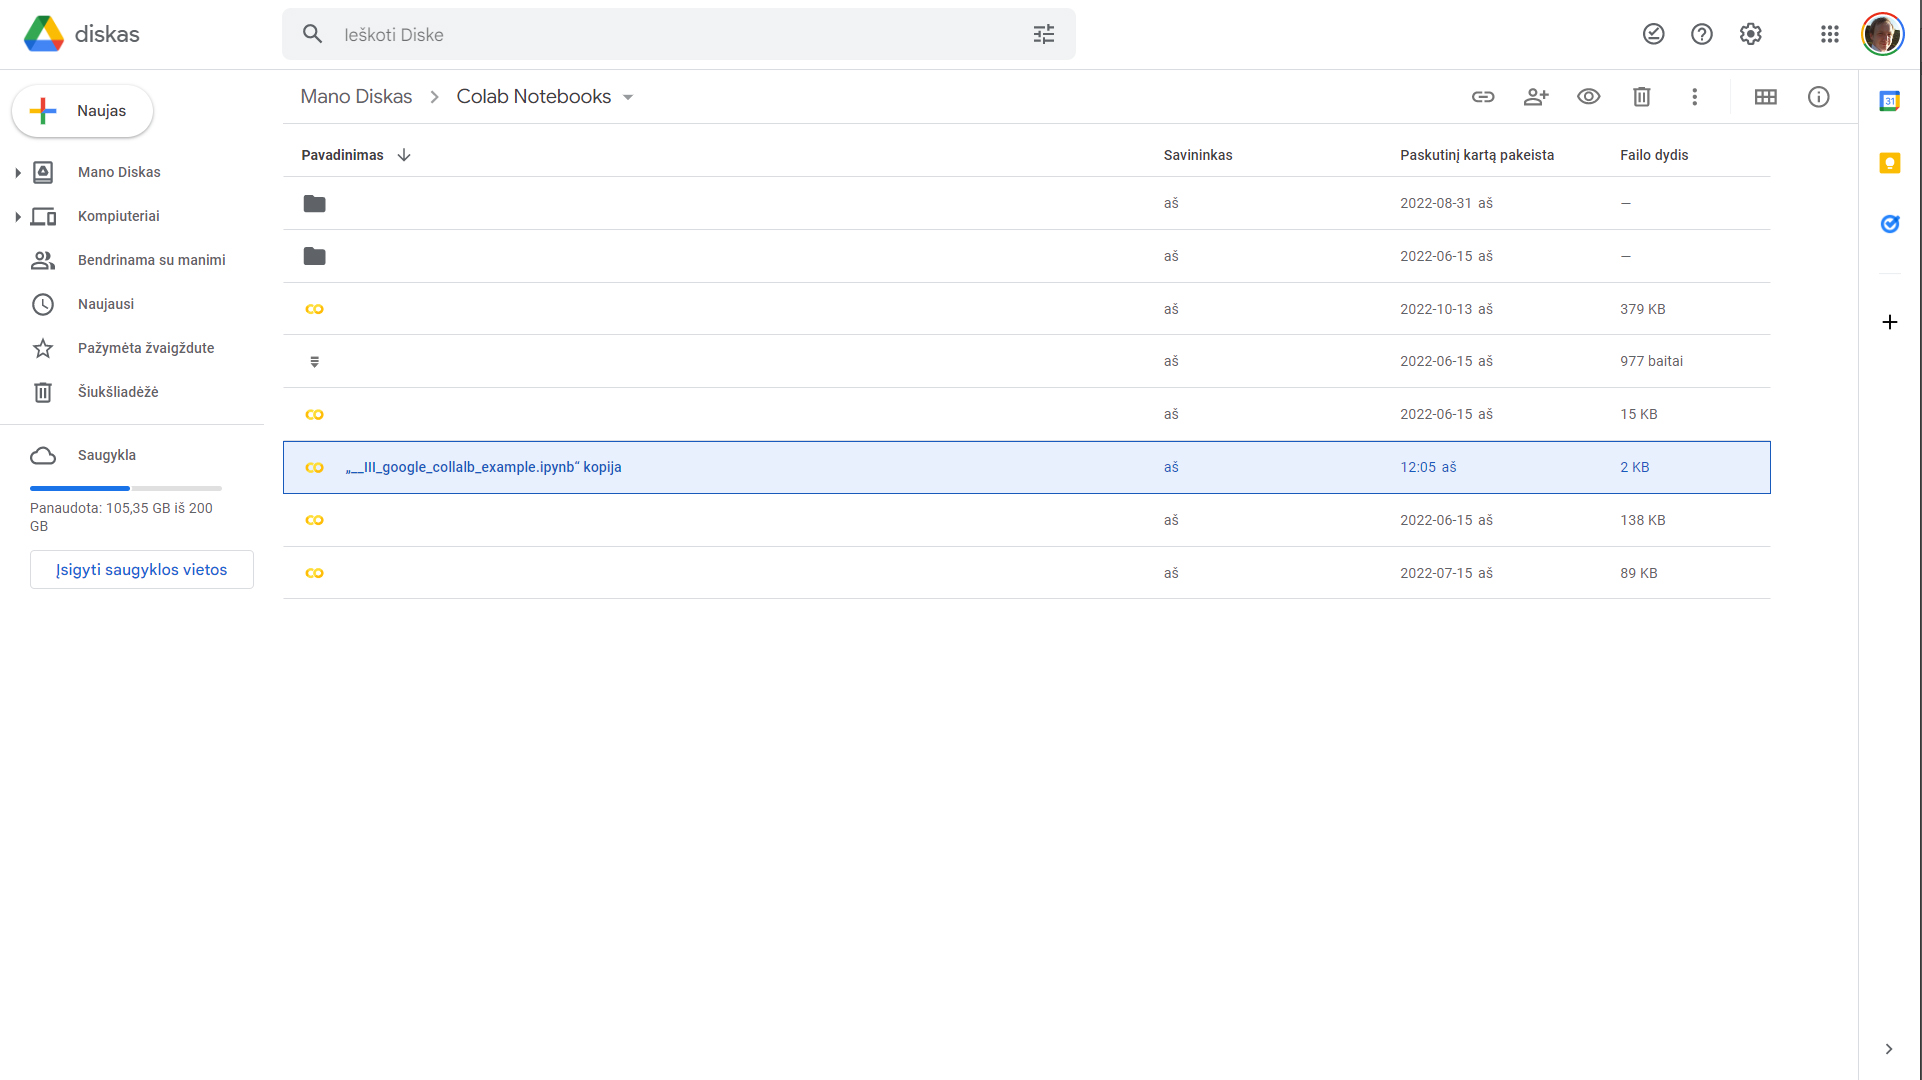 diskas
Ieškoti Diske
Naujas
Mano Diskas
Kompiuteriai
Bendrinama su manimi
Naujausi
Pažymėta žvaigždute
Šiukšliadėžė
Saugykla
Panaudota: 105,35 GB iš 200
GB
Įsigyti saugyklos vietos
Mano Diskas Colab Notebooks
Pavadinimas Savininkas Paskutinį kartą pakeista Failo dydis
aš 2022-08-31 aš —
aš 2022-06-15 aš —
aš 2022-10-13 aš 379 KB
aš 2022-06-15 aš 977 baitai
aš 2022-06-15 aš 15 KB
„__III_google_collalb_example.ipynb“ kopija aš 12:05 aš 2 KB
aš 2022-06-15 aš 138 KB
aš 2022-07-15 aš 89 KB
31